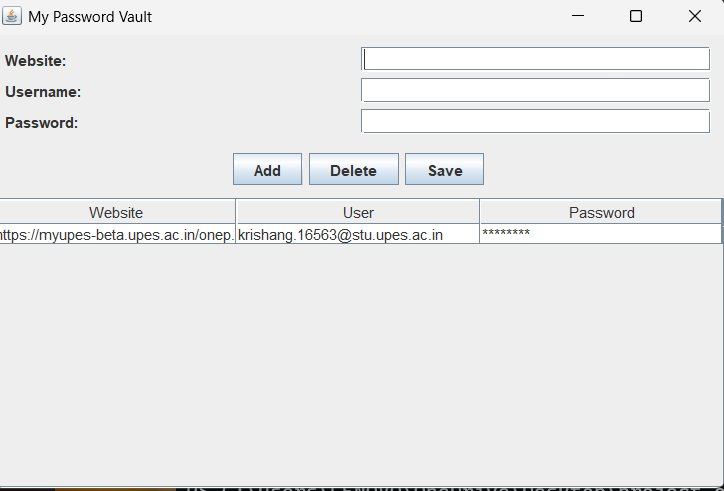 My Password Vault
Website:
Username:
Password:
Add Delete Save
Website User Password
https://myupes-beta.upes.ac.in/onep. krishang.16563@stu.upes.ac.in ********